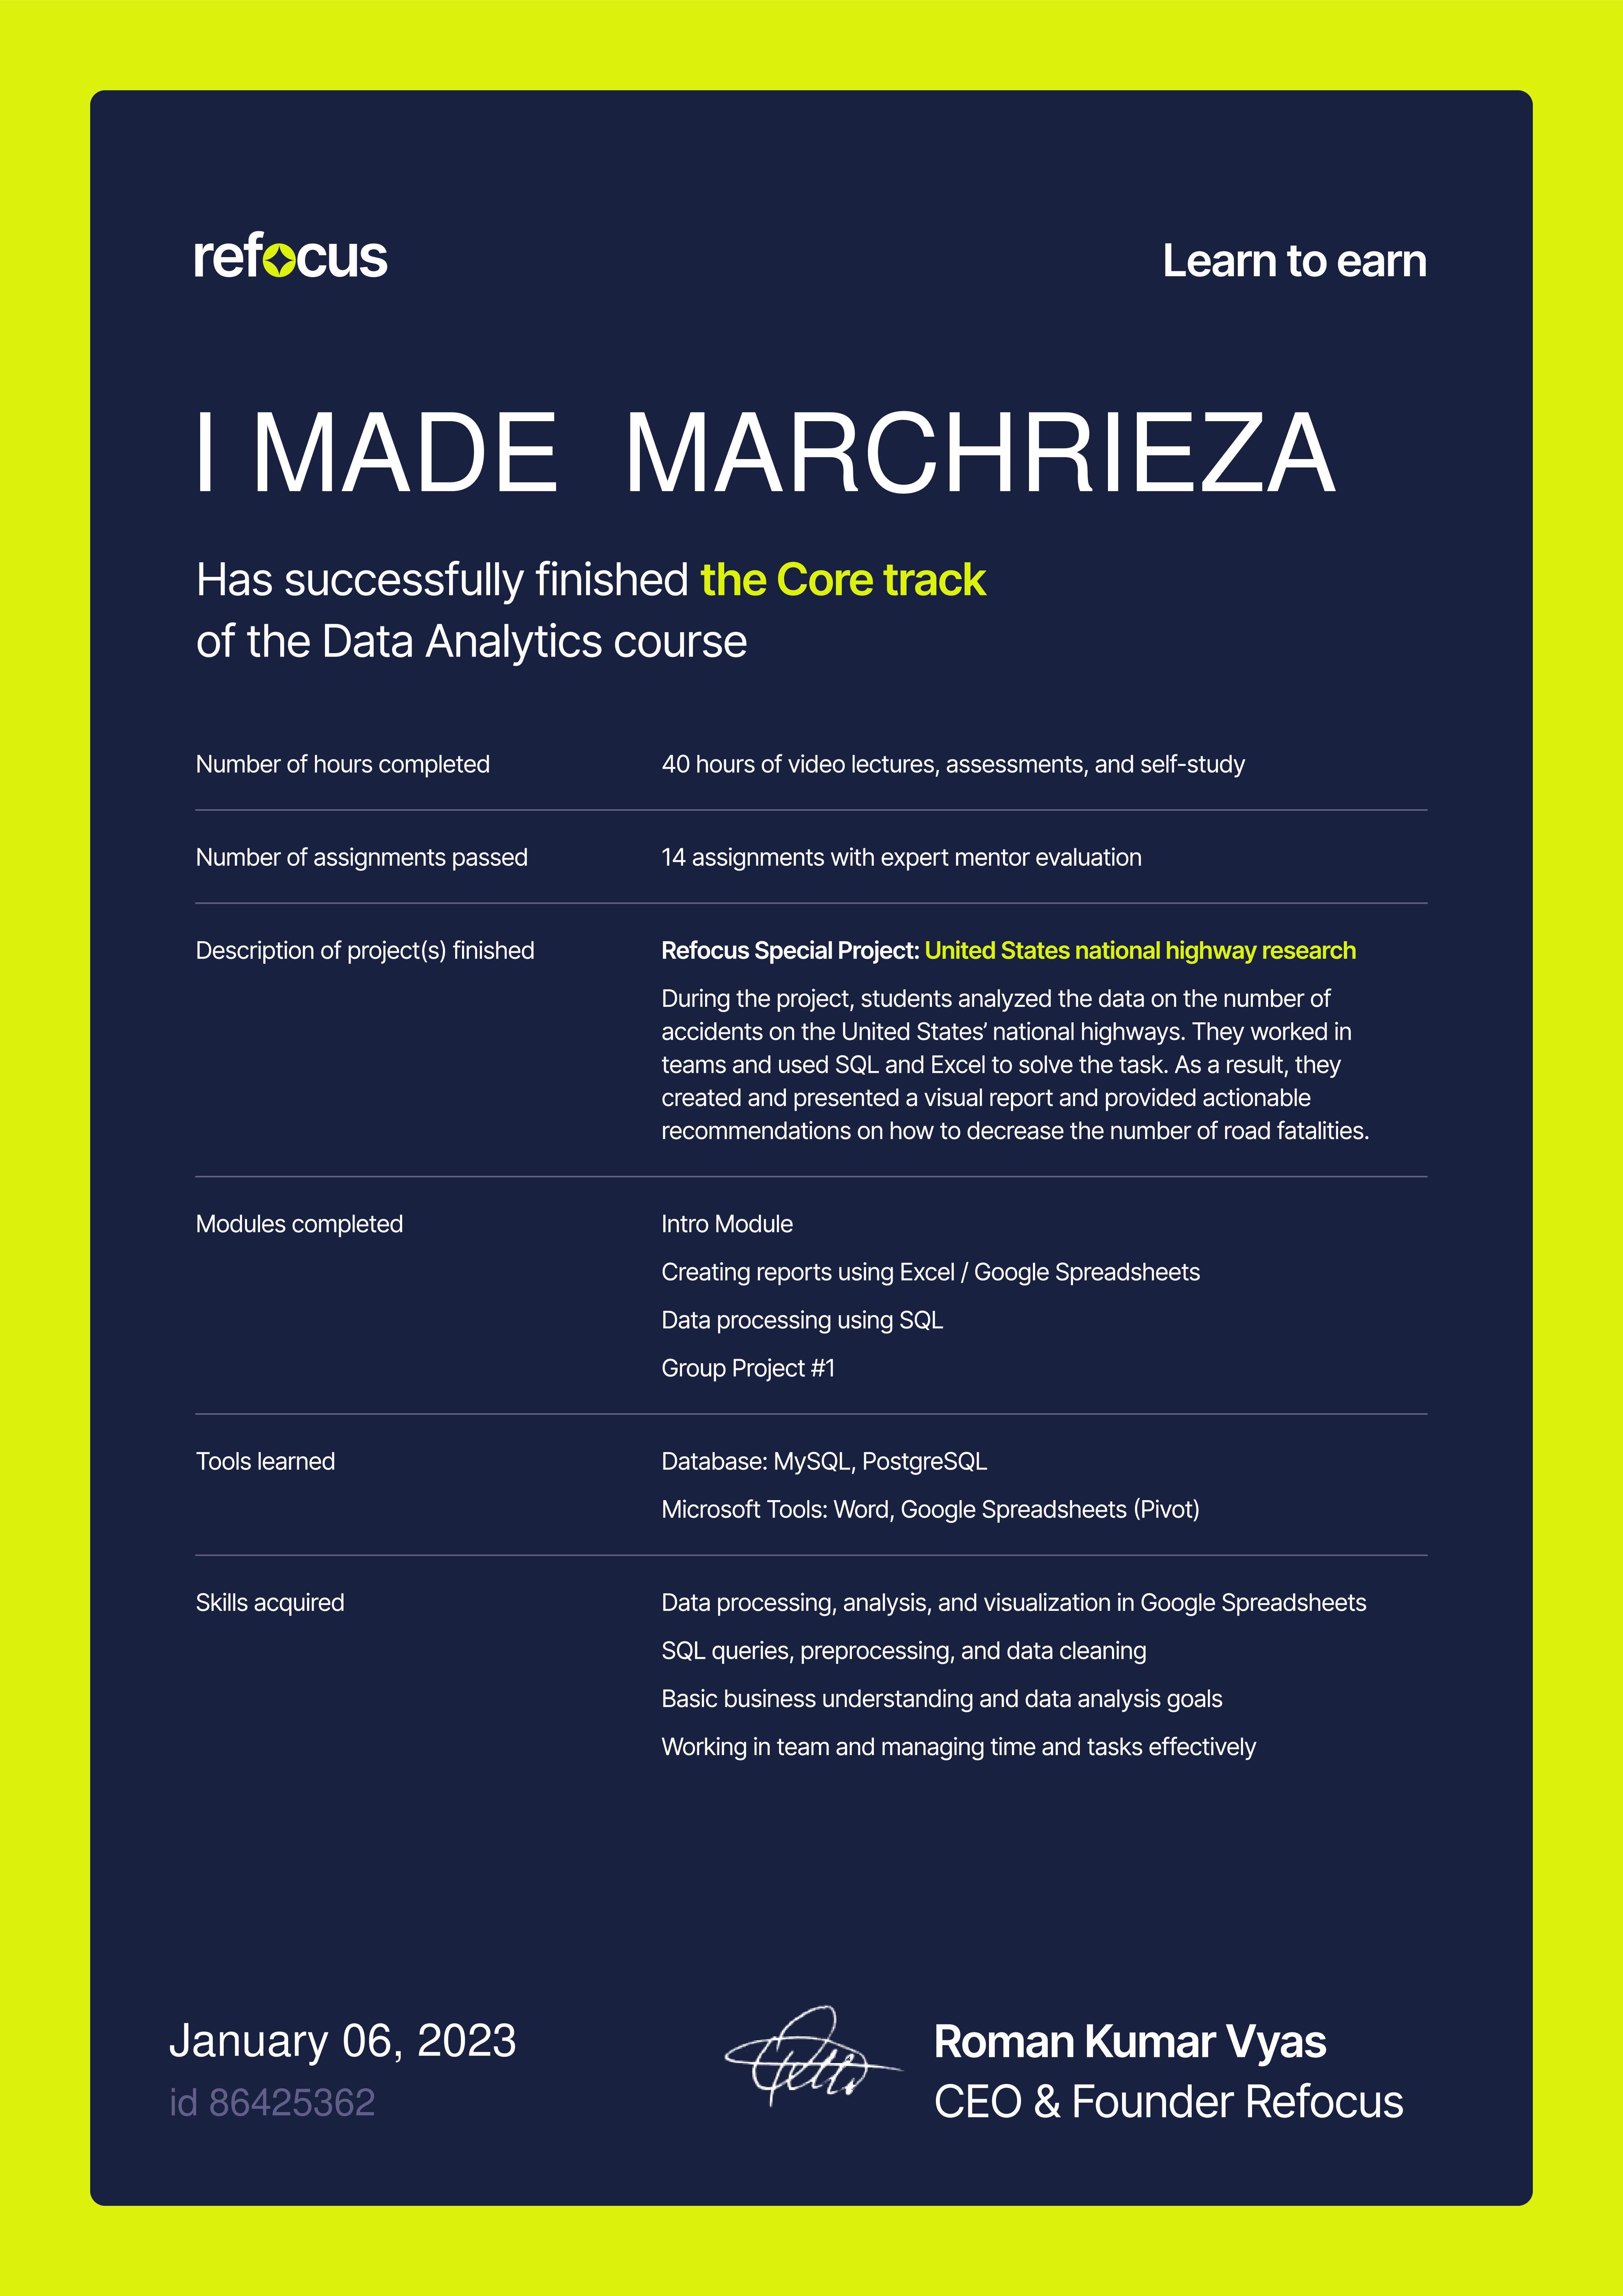 refocus
Learn to earn
I MADE MARCHRIEZA
Has successfully finished the Core track
of the Data Analytics course
Number of hours completed
40 hours of video lectures, assessments, and self-study
Number of assignments passed
14 assignments with expert mentor evaluation
Description of project(s) finished
Refocus Special Project: United States national highway research
During the project, students analyzed the data on the number of
accidents on the United States’ national highways. They worked in
teams and used SQL and Excel to solve the task. As a result, they
created and presented a visual report and provided actionable
recommendations on how to decrease the number of road fatalities.
Modules completed
Intro Module
Creating reports using Excel / Google Spreadsheets
Data processing using SQL
Group Project #1
Tools learned
Database: MySQL, PostgreSQL
Microsoft Tools: Word, Google Spreadsheets (Pivot)
Skills acquired
Data processing, analysis, and visualization in Google Spreadsheets
SQL queries, preprocessing, and data cleaning
Basic business understanding and data analysis goals
Working in team and managing time and tasks effectively
January 06, 2023
id 86425362
Roman Kumar Vyas
CEO & Founder Refocus